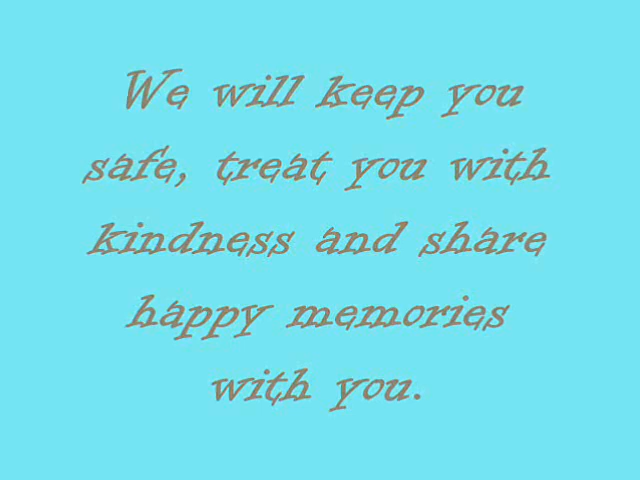 We will keep you
safe, treat you with
kindness and share
happy memories
with you.